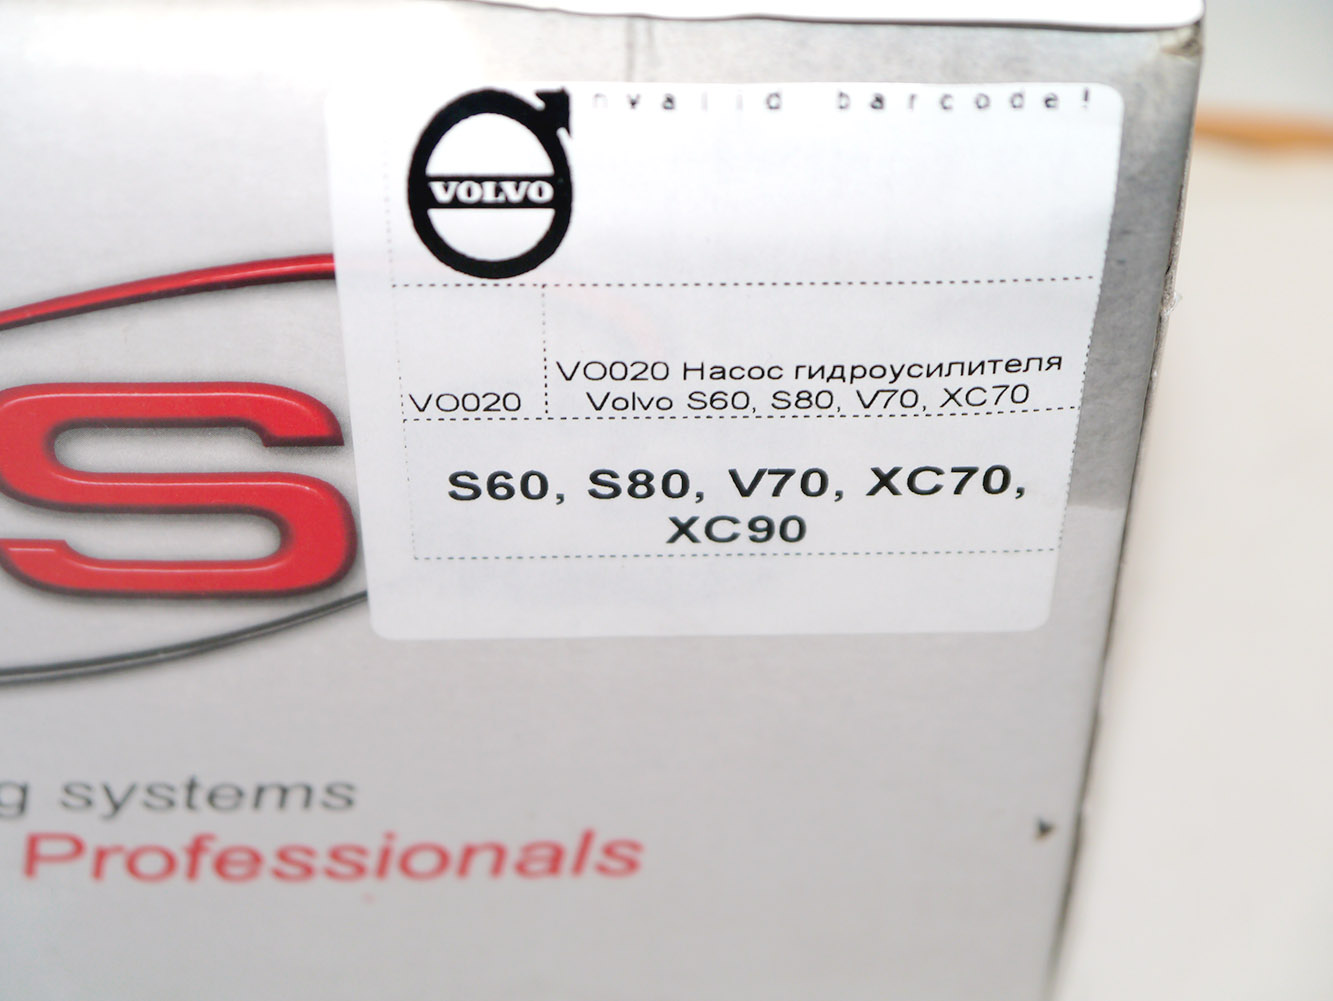 nvalid barcode!
VOLVO
VO020
VO020 Насос гидроусилителя
Volvo S60, S80, V70, XC70
S60, S80, V70, XC70,
XC90
S
g systems
Professionals